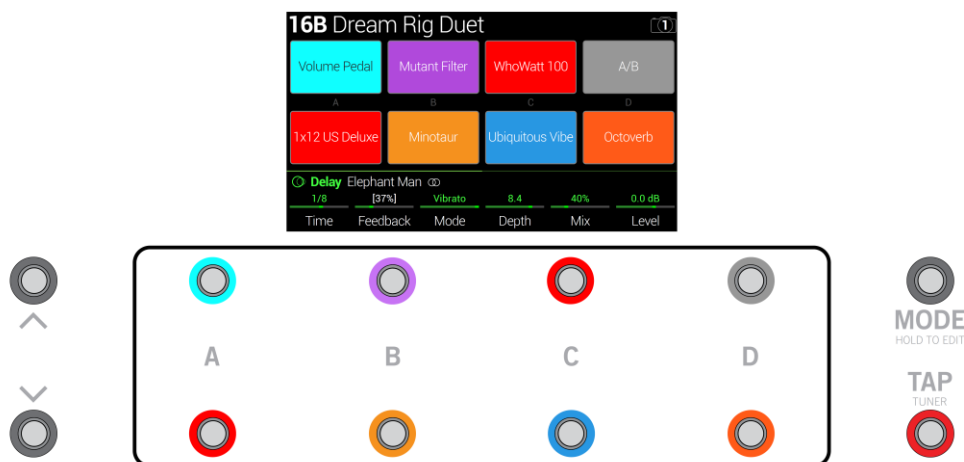 16B Dream Rig Duet 1
Volume Pedal Mutant Filter WhoWatt 100 A/B
A B C D
1x12 US Deluxe Minotaur Ubiquitous Vibe Octoverb
Delay Elephant Man
1/8 [37%] Vibrato 8.4 40% 0.0 dB
Time Feedback Mode Depth Mix Level
MODE
HOLD TO EDIT
A B C D
TAP
TUNER